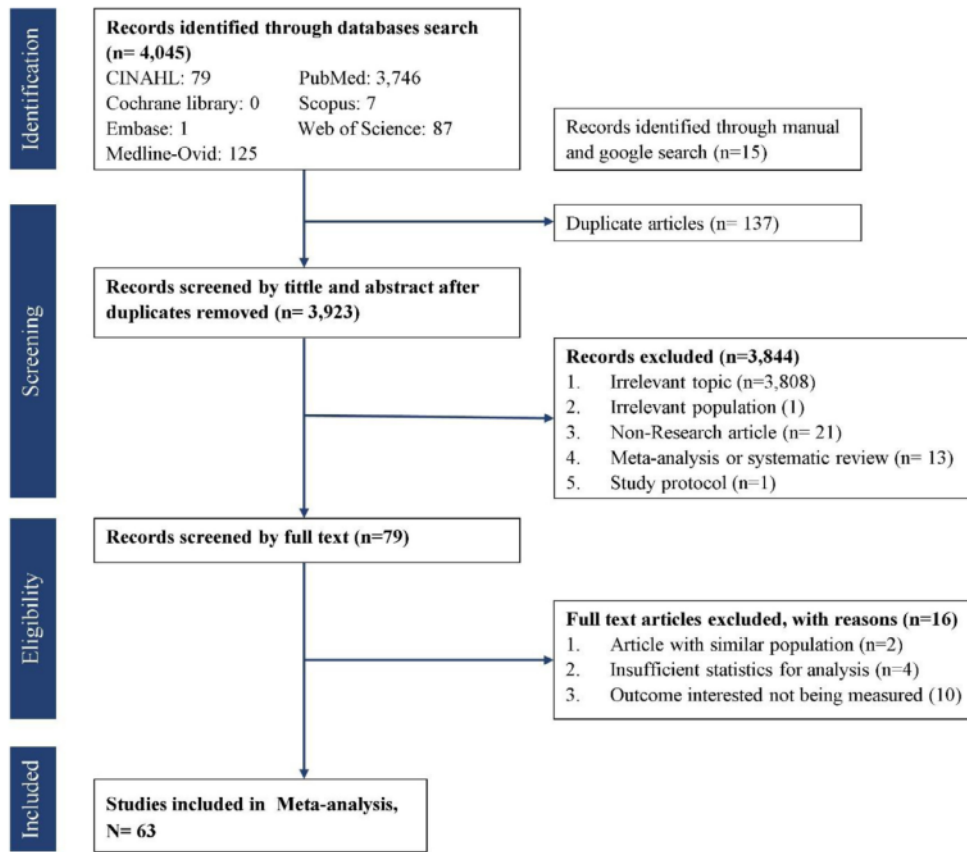 Identification
Records identified through databases search
(n= 4,045)
CINAHL: 79 PubMed: 3,746
Cochrane library: 0 Scopus: 7
Embase: 1 Web of Science: 87
Medline-Ovid: 125
Records identified through manual
and google search (n=15)
Screening
Duplicate articles (n= 137)
Records screened by tittle and abstract after
duplicates removed (n= 3,923)
Records excluded (n=3,844)
1. Irrelevant topic (n=3,808)
2. Irrelevant population (1)
3. Non-Research article (n= 21)
4. Meta-analysis or systematic review (n= 13)
5. Study protocol (n=1)
Eligibility
Records screened by full text (n=79)
Full text articles excluded, with reasons (n=16)
1. Article with similar population (n=2)
2. Insufficient statistics for analysis (n=4)
3. Outcome interested not being measured (10)
Included
Studies included in Meta-analysis,
N= 63